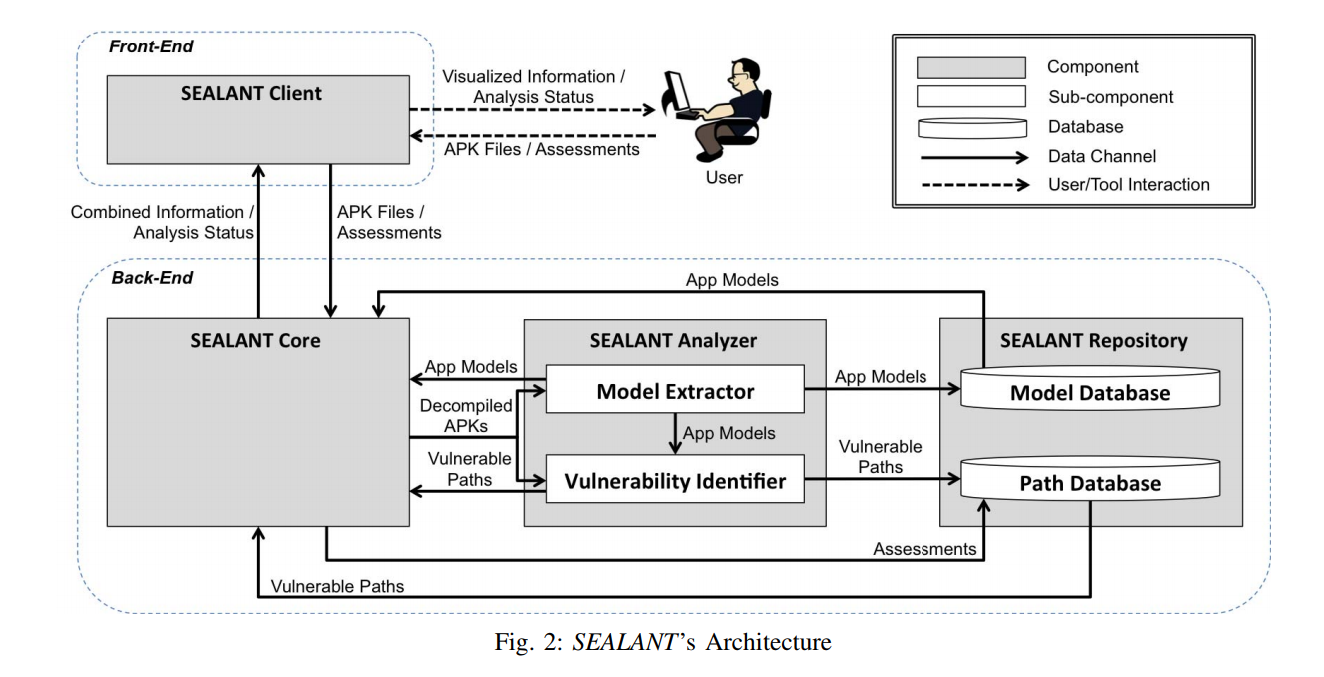 Front-End
SEALANT Client
Visualized Information /
Analysis Status
APK Files / Assessments
User
Component
Sub-component
Database
Data Channel
User/Tool Interaction
Combined Information /
Analysis Status
APK Files /
Assessments
Back-End
App Models
SEALANT Core
SEALANT Analyzer
SEALANT Repository
App Models
Model Extractor
App Models
Model Database
Decompiled
APKs
App Models
Vulnerable
Paths
Vulnerability Identifier
Vulnerable
Paths
Path Database
Assessments
Vulnerable Paths
Fig. 2: SEALANT's Architecture